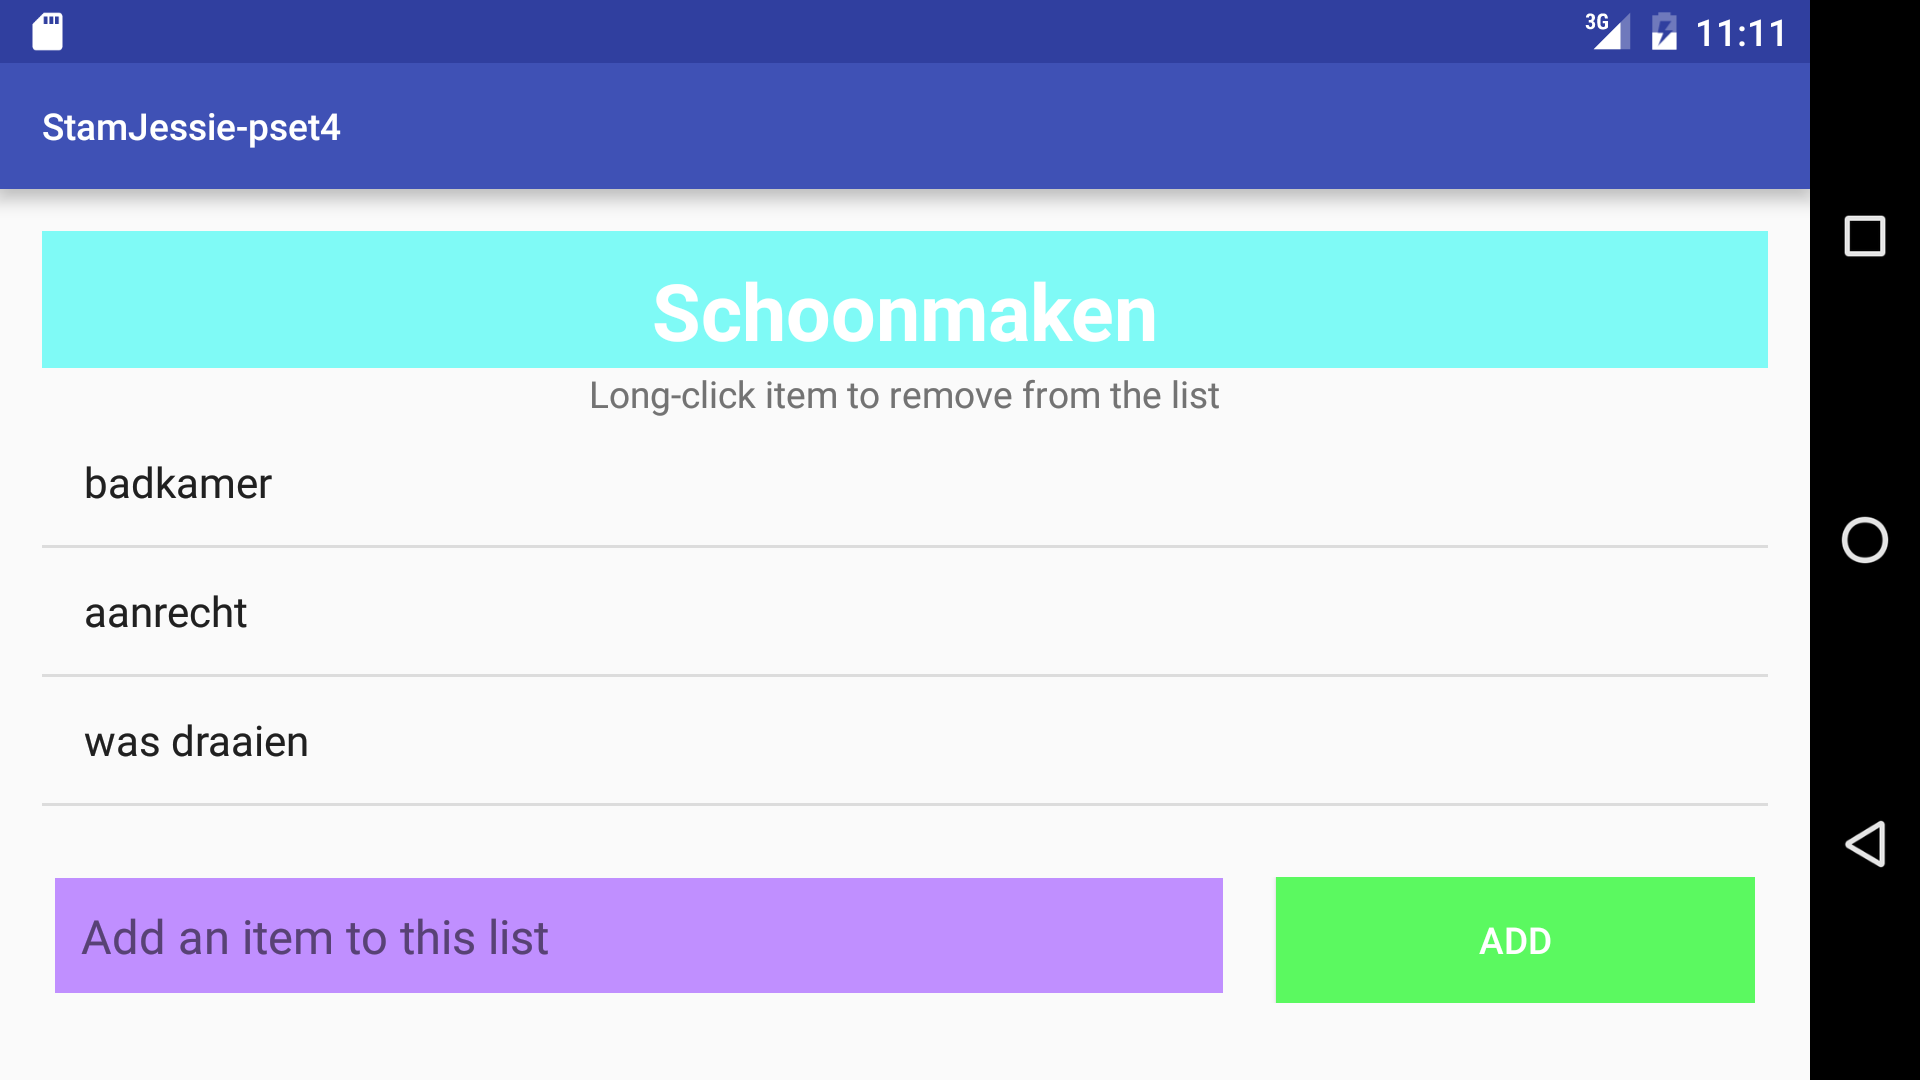 3G 11:11
StamJessie-pset4
Schoonmaken
Long-click item to remove from the list
badkamer
aanrecht
was draaien
Add an item to this list
ADD